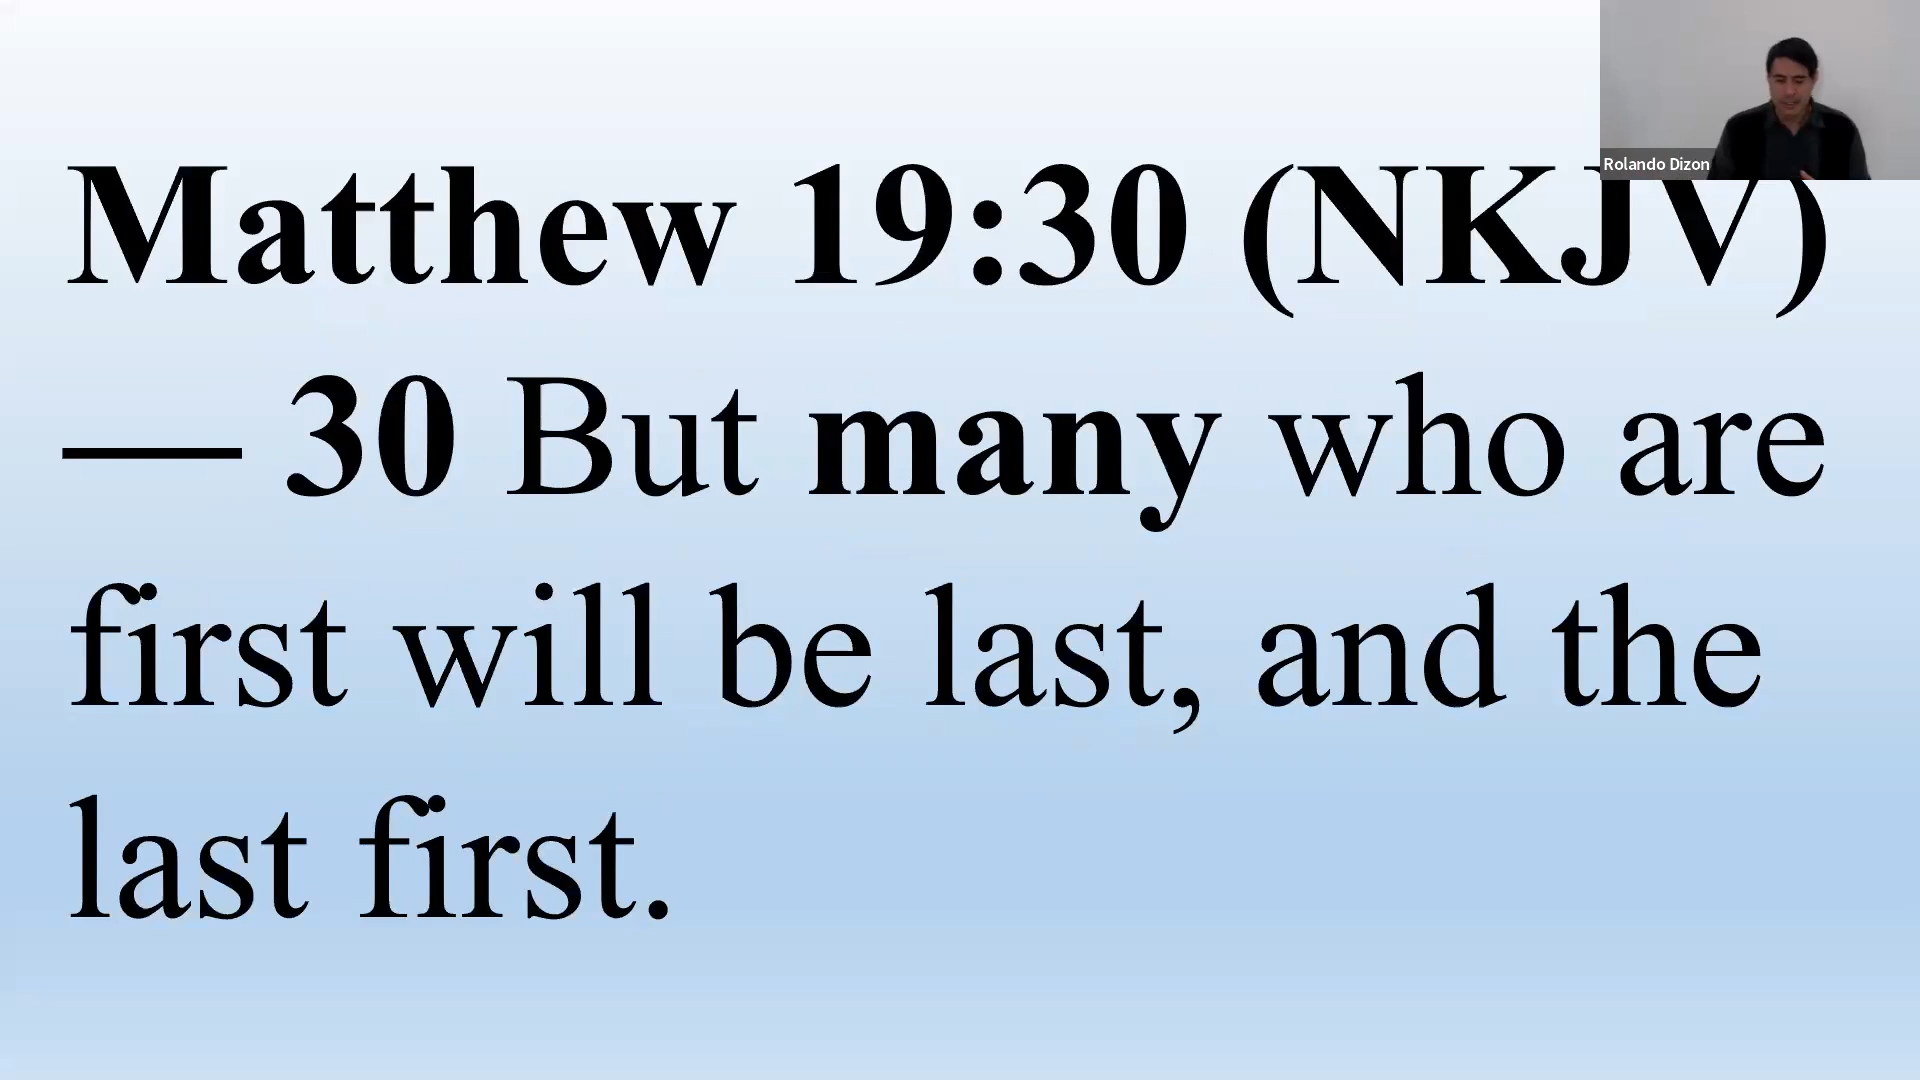 Rolando Dizon
Matthew 19:30 (NKJV)
— 30 But many who are
first will be last, and the
last first.